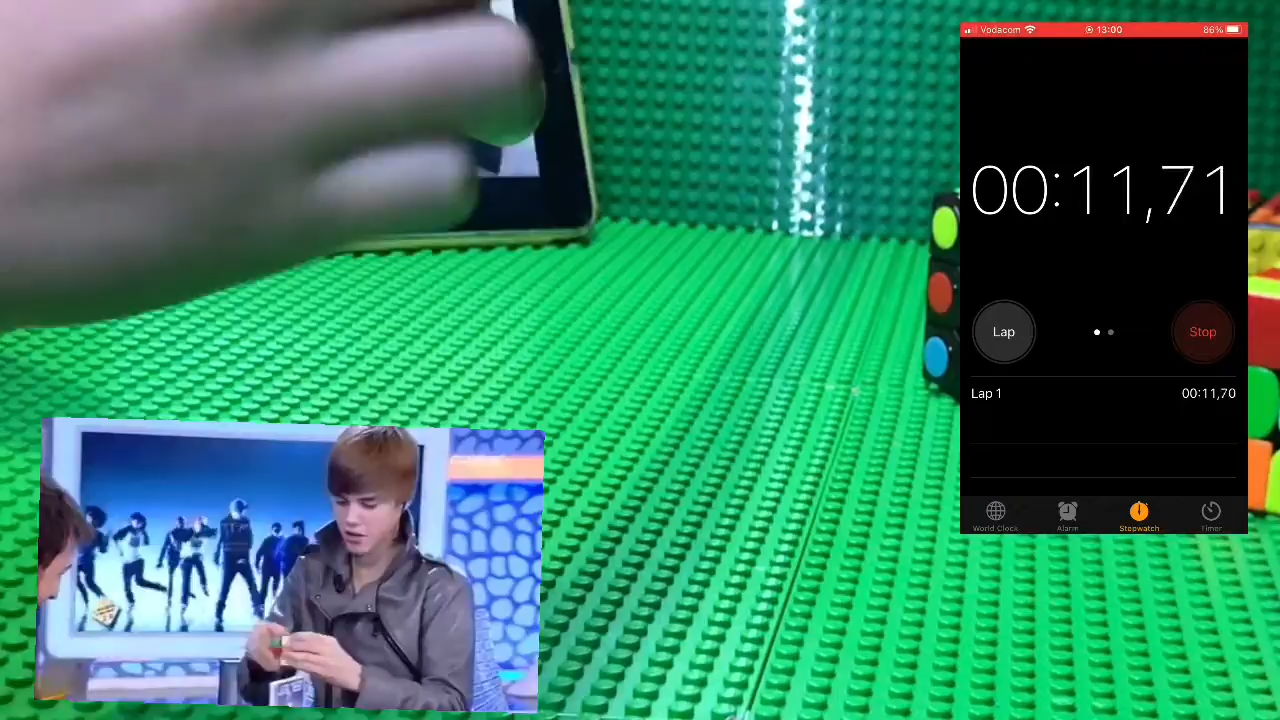 Vodacom 13:00 86%
00:11,71
Lap Stop
Lap 1 00:11,70
World Clock Alarm Stopwatch Timer